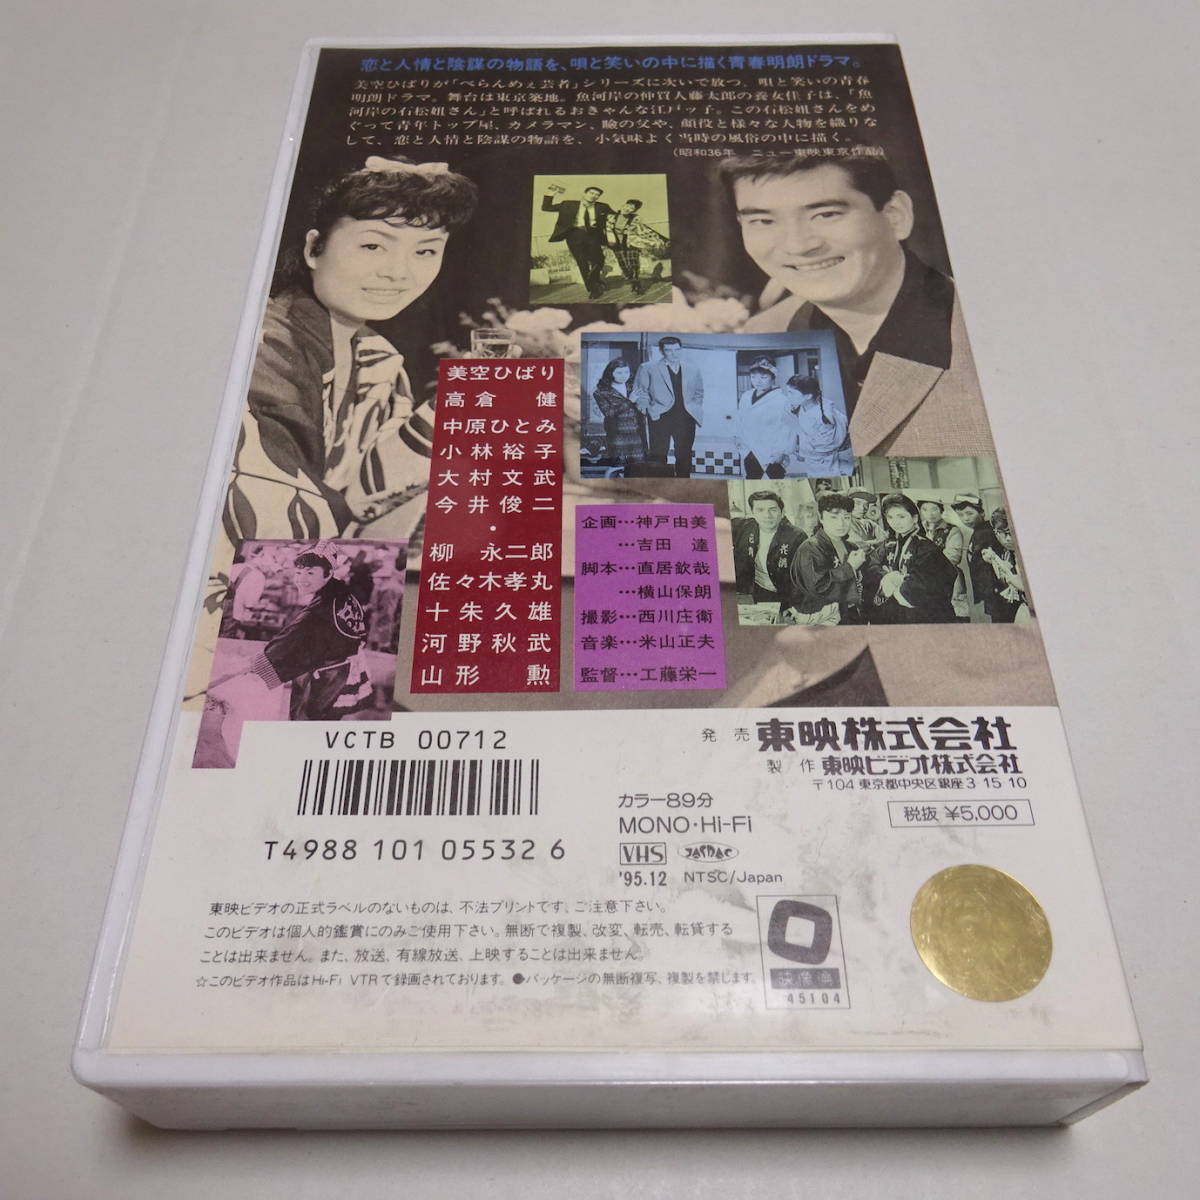 恋と人情と陰謀の物語を、唄と笑いの中に描く青春明朗ドラマ。
美空ひばりが「べらんめぇ芸者」シリーズに次いで放つ、唄と笑いの青春
明朗ドラマ。舞台は東京築地。魚河岸の仲買人藤太郎の養女佳子は、「魚
河岸の石松姐さん」と呼ばれるおきゃんな江戸ッ子。この石松姐さんをめ
ぐって青年トップ屋、カメラマン、瞼の父や、顔役と様々な人物を織りな
して、恋と人情と陰謀の物語を、小気味よく当時の風俗の中に描く。
(昭和36年 ニュー東映東京作品)
美空ひばり
高倉 健
中原ひとみ
小林裕子
大村文武
今井俊二
・
柳 永二郎
佐々木孝丸
十朱久雄
河野秋武
山形 勲
企画…神戸由美
…吉田 達
脚本…直居欽哉
…横山保朗
撮影…西川庄衛
音楽…米山正夫
監督…工藤栄一
VCTB 00712
T4988 101 05532 6
発売 東映株式会社
製作 東映ビデオ株式会社
〒104 東京都中央区銀座3 15 10
カラー89分
MONO・Hi-Fi
税抜 ¥5,000
VHS
'95.12 NTSC/Japan
東映ビデオの正式ラベルのないものは、不法プリントです、ご注意下さい。
このビデオは個人的鑑賞にのみご使用下さい。無断で複製、改変、転売、転貸する
ことは出来ません。また、放送、有線放送、上映することは出来ません。
☆このビデオ作品はHi-Fi VTRで録画されております。●パッケージの無断複写、複製を禁じます。
45104